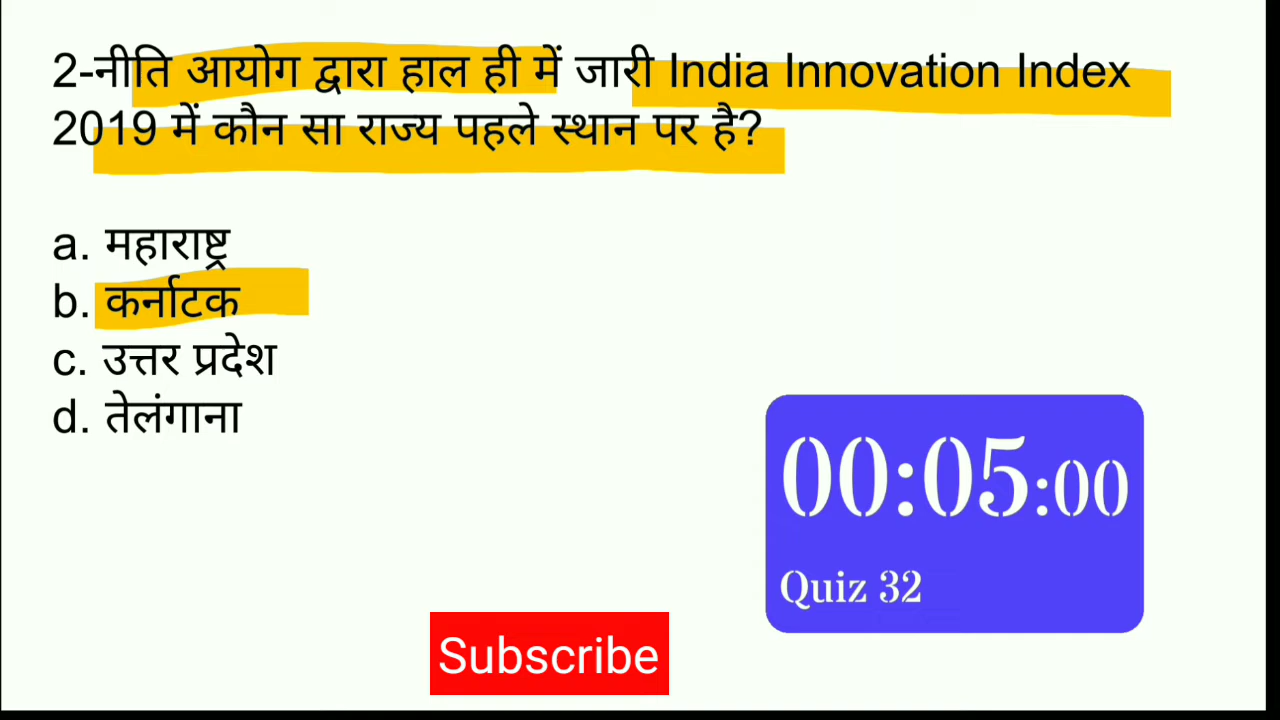 2-नीति आयोग द्वारा हाल ही में जारी India Innovation Index
2019 में कौन सा राज्य पहले स्थान पर है?
a. महाराष्ट्र
b. कर्नाटक
c. उत्तर प्रदेश
d. तेलंगाना
00:05:00
Quiz 32
Subscribe